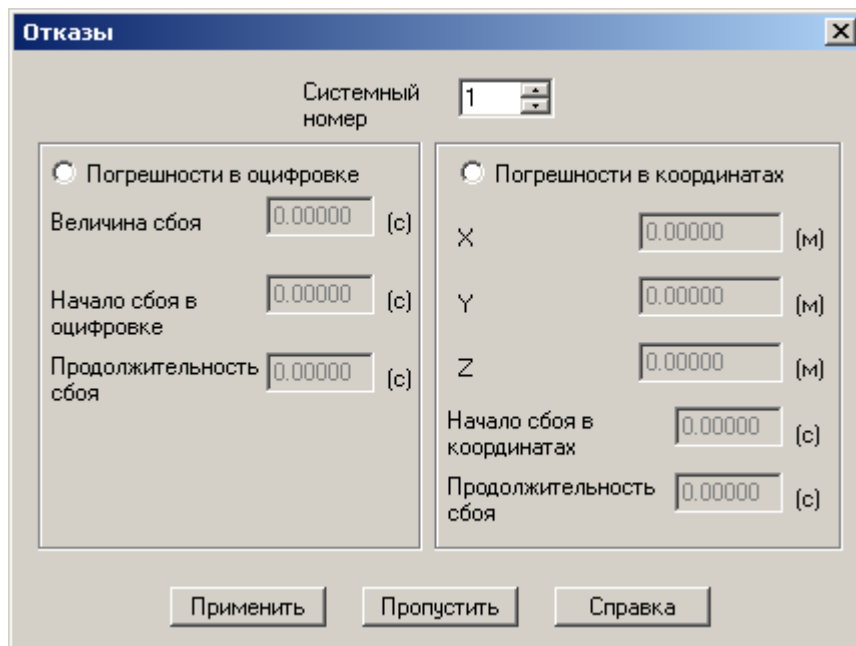 Отказы
Системный
номер
1
Погрешности в оцифровке
Величина сбоя 0.00000 (с)
Начало сбоя в
оцифровке
0.00000 (с)
Продолжительность
сбоя
0.00000 (с)
Погрешности в координатах
X 0.00000 (м)
Y 0.00000 (м)
Z 0.00000 (м)
Начало сбоя в
координатах
0.00000 (с)
Продолжительность
сбоя
0.00000 (с)
Применить Пропустить Справка